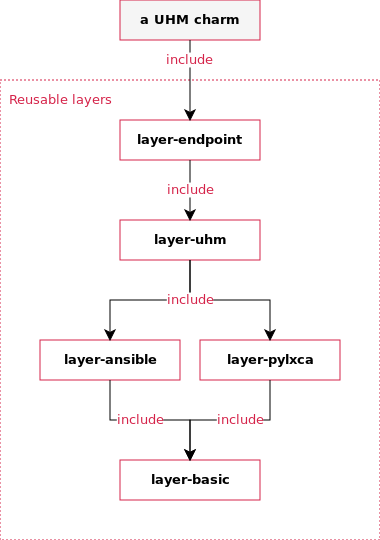 a UHM charm
include
Reusable layers
layer-endpoint
include
layer-uhm
include
layer-ansible
layer-pylxca
include
include
layer-basic